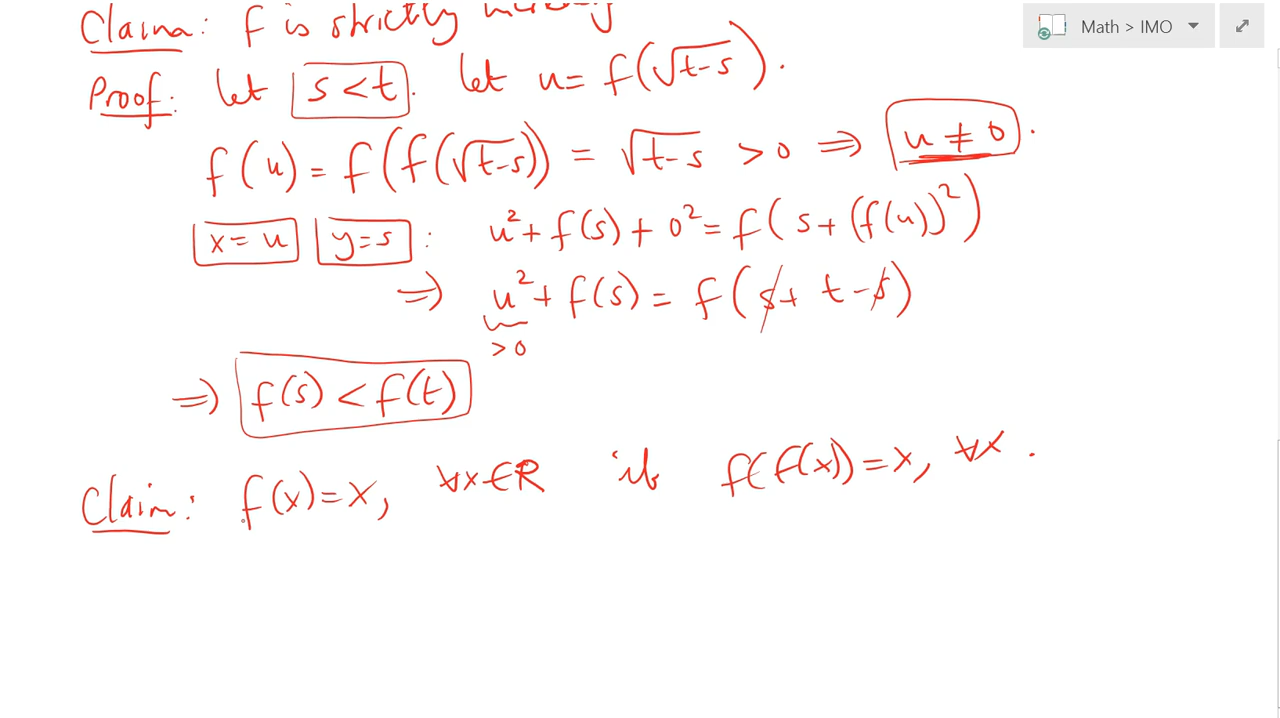 Math > IMO
Claim: f is strictly
Proof: let s < t. let u = f(√t-s).
f(u) = f(f(√t-s)) = √t-s > 0 ⇒ u ≠ 0.
x = u y = s : u² + f(s) + 0² = f(s + (f(u))²)
⇒ u² + f(s) = f(s + t - s)
> 0
⇒ f(s) < f(t)
Claim: f(x) = x, ∀x ∈ R if f(f(x)) = x, ∀x.